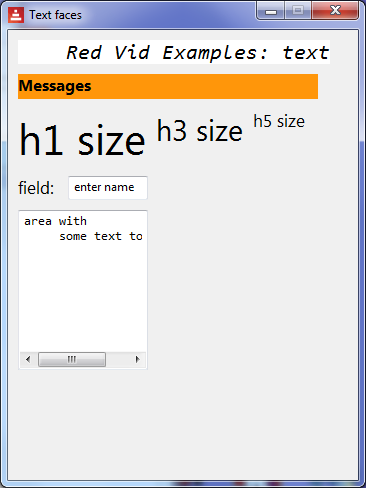 Text faces
Red Vid Examples: text
Messages
h1 size h3 size h5 size
field: enter name
area with
some text to